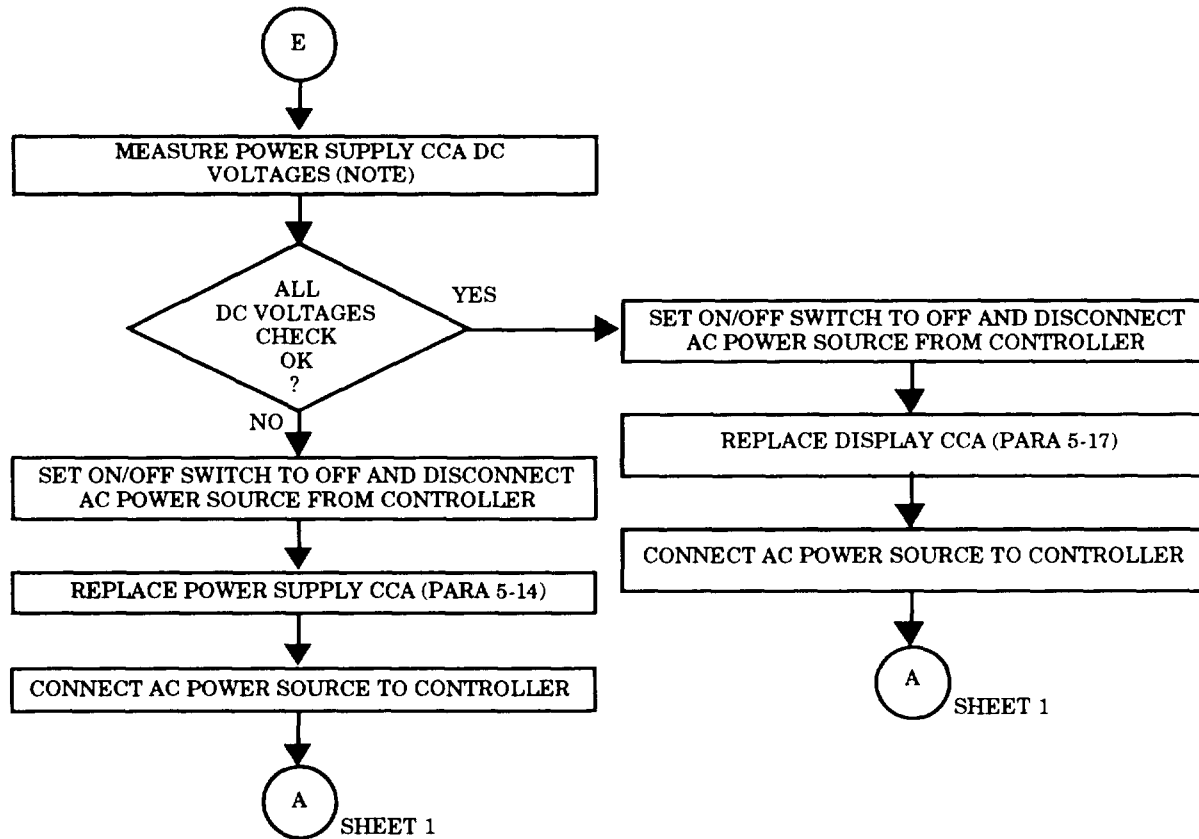 E
MEASURE POWER SUPPLY CCA DC
VOLTAGES (NOTE)
ALL
DC VOLTAGES
CHECK
OK
?
YES
NO
SET ON/OFF SWITCH TO OFF AND DISCONNECT
AC POWER SOURCE FROM CONTROLLER
REPLACE POWER SUPPLY CCA (PARA 5-14)
CONNECT AC POWER SOURCE TO CONTROLLER
A
SHEET 1
SET ON/OFF SWITCH TO OFF AND DISCONNECT
AC POWER SOURCE FROM CONTROLLER
REPLACE DISPLAY CCA (PARA 5-17)
CONNECT AC POWER SOURCE TO CONTROLLER
A
SHEET 1